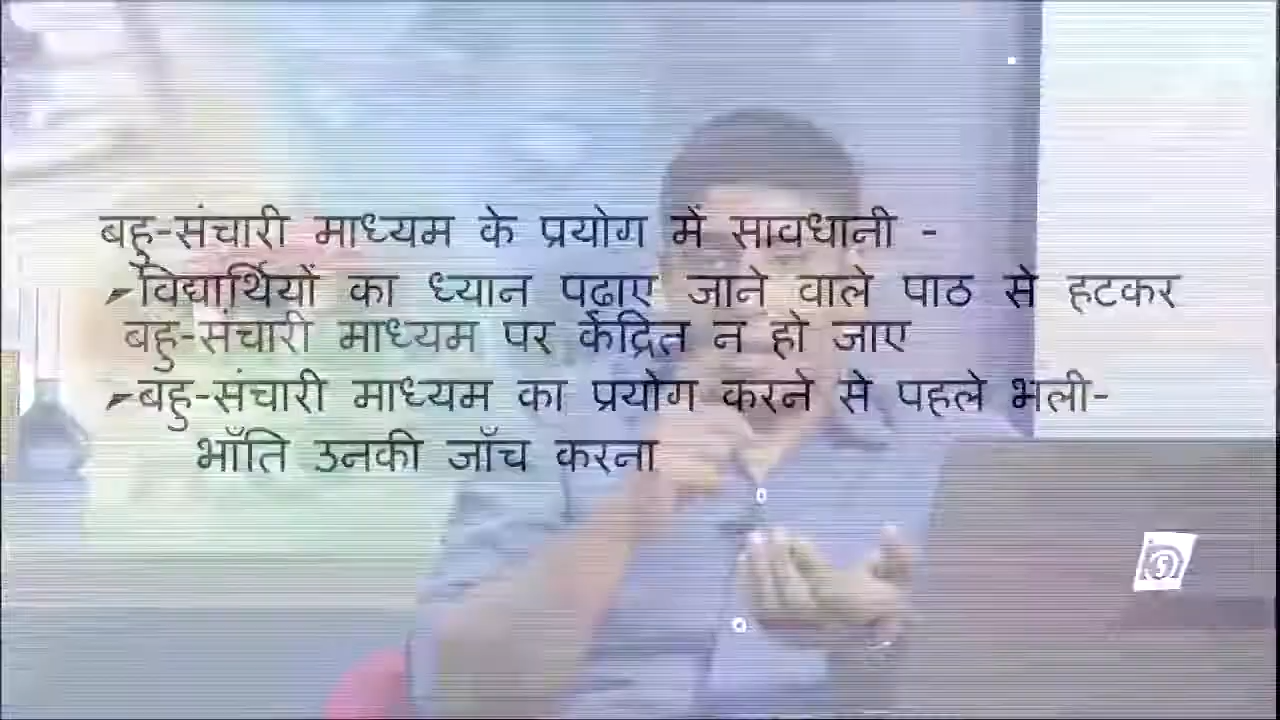 बहु-संचारी माध्यम के प्रयोग में सावधानी -
विद्यार्थियों का ध्यान पढाए जाने वाले पाठ से हटकर
बहु-संचारी माध्यम पर केंद्रित न हो जाए
बहु-संचारी माध्यम का प्रयोग करने से पहले भली-
भाँति उनकी जाँच करना